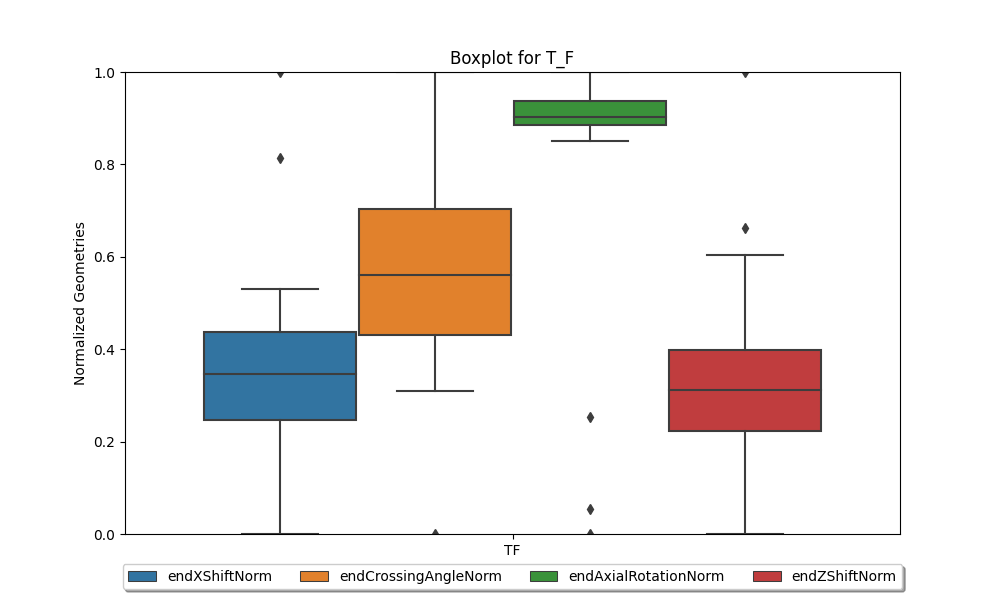 Boxplot for T_F
1.0
0.8
0.6
0.4
0.2
0.0
Normalized Geometries
TF
endXShiftNorm endCrossingAngleNorm endAxialRotationNorm endZShiftNorm